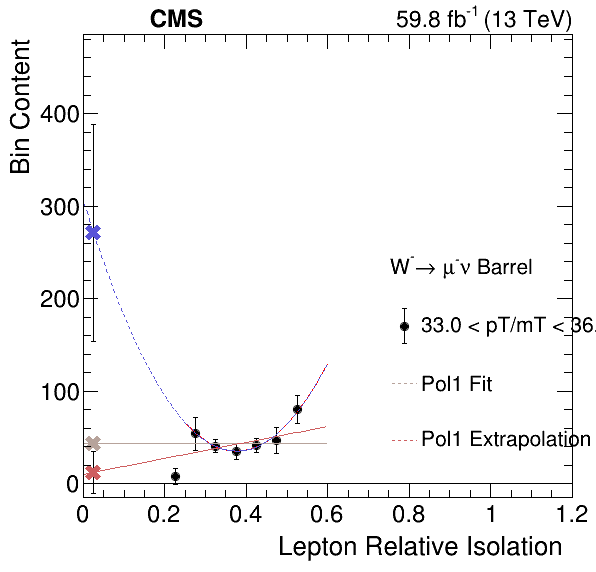 CMS
59.8 fb-1 (13 TeV)
Bin Content
400
300
200
100
0
W-→ μ-ν Barrel
33.0 < pT/mT < 36.
Pol1 Fit
Pol1 Extrapolation
0 0.2 0.4 0.6 0.8 1 1.2
Lepton Relative Isolation